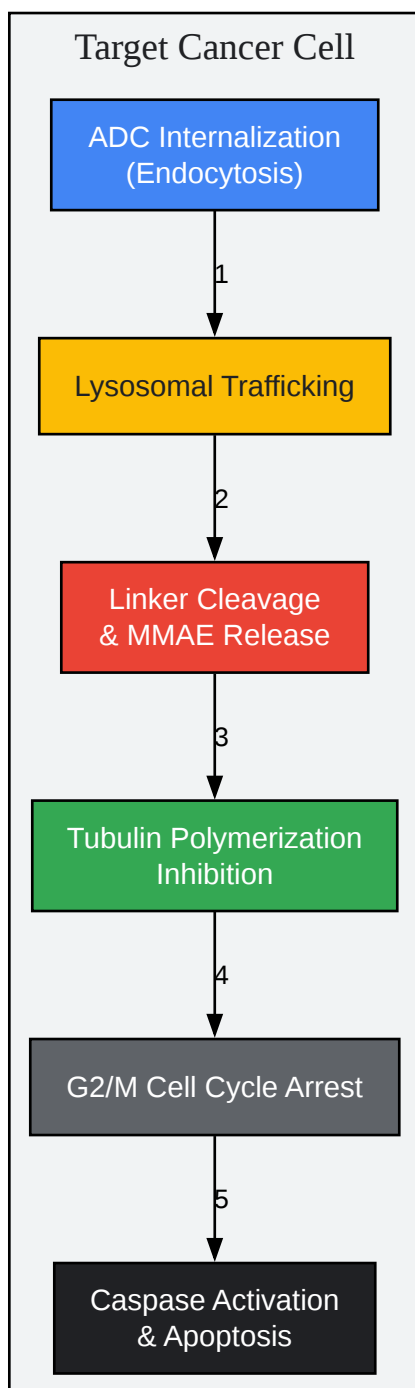 Target Cancer Cell
ADC Internalization
(Endocytosis)
1
Lysosomal Trafficking
2
Linker Cleavage
& MMAE Release
3
Tubulin Polymerization
Inhibition
4
G2/M Cell Cycle Arrest
5
Caspase Activation
& Apoptosis